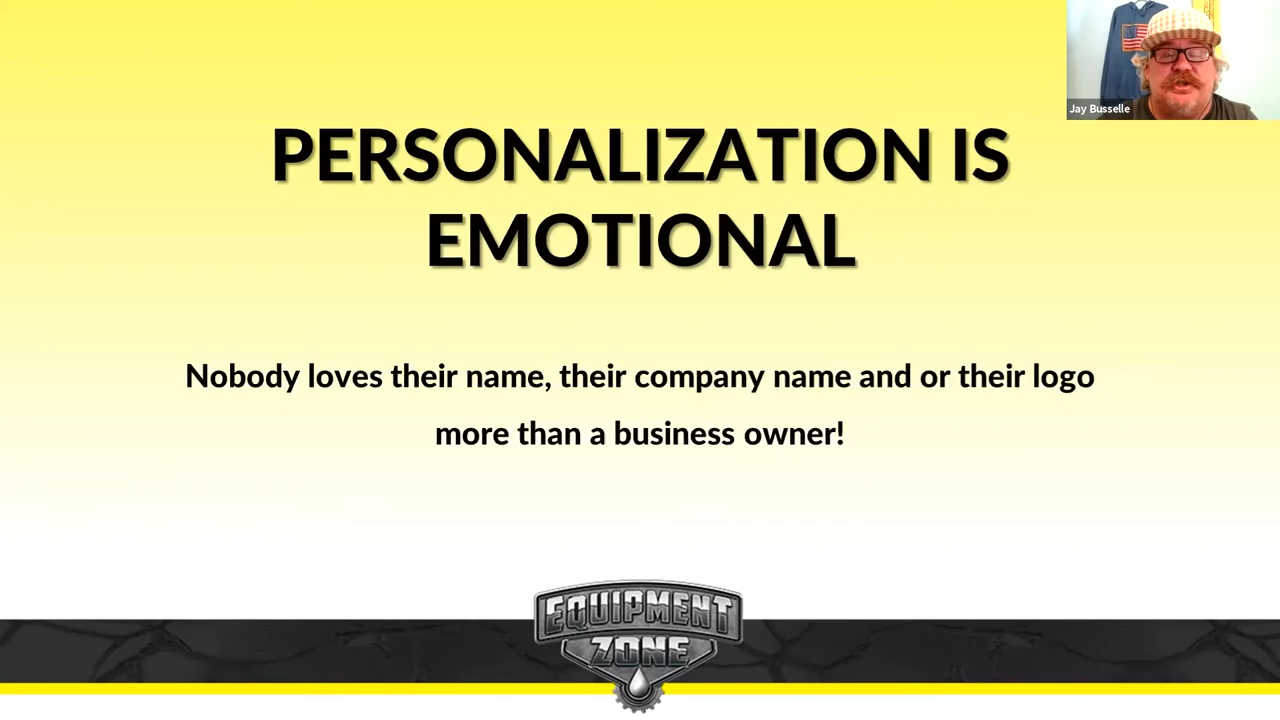 Jay Busselle
PERSONALIZATION IS
EMOTIONAL
Nobody loves their name, their company name and or their logo
more than a business owner!
EQUIPMENT
ZONE